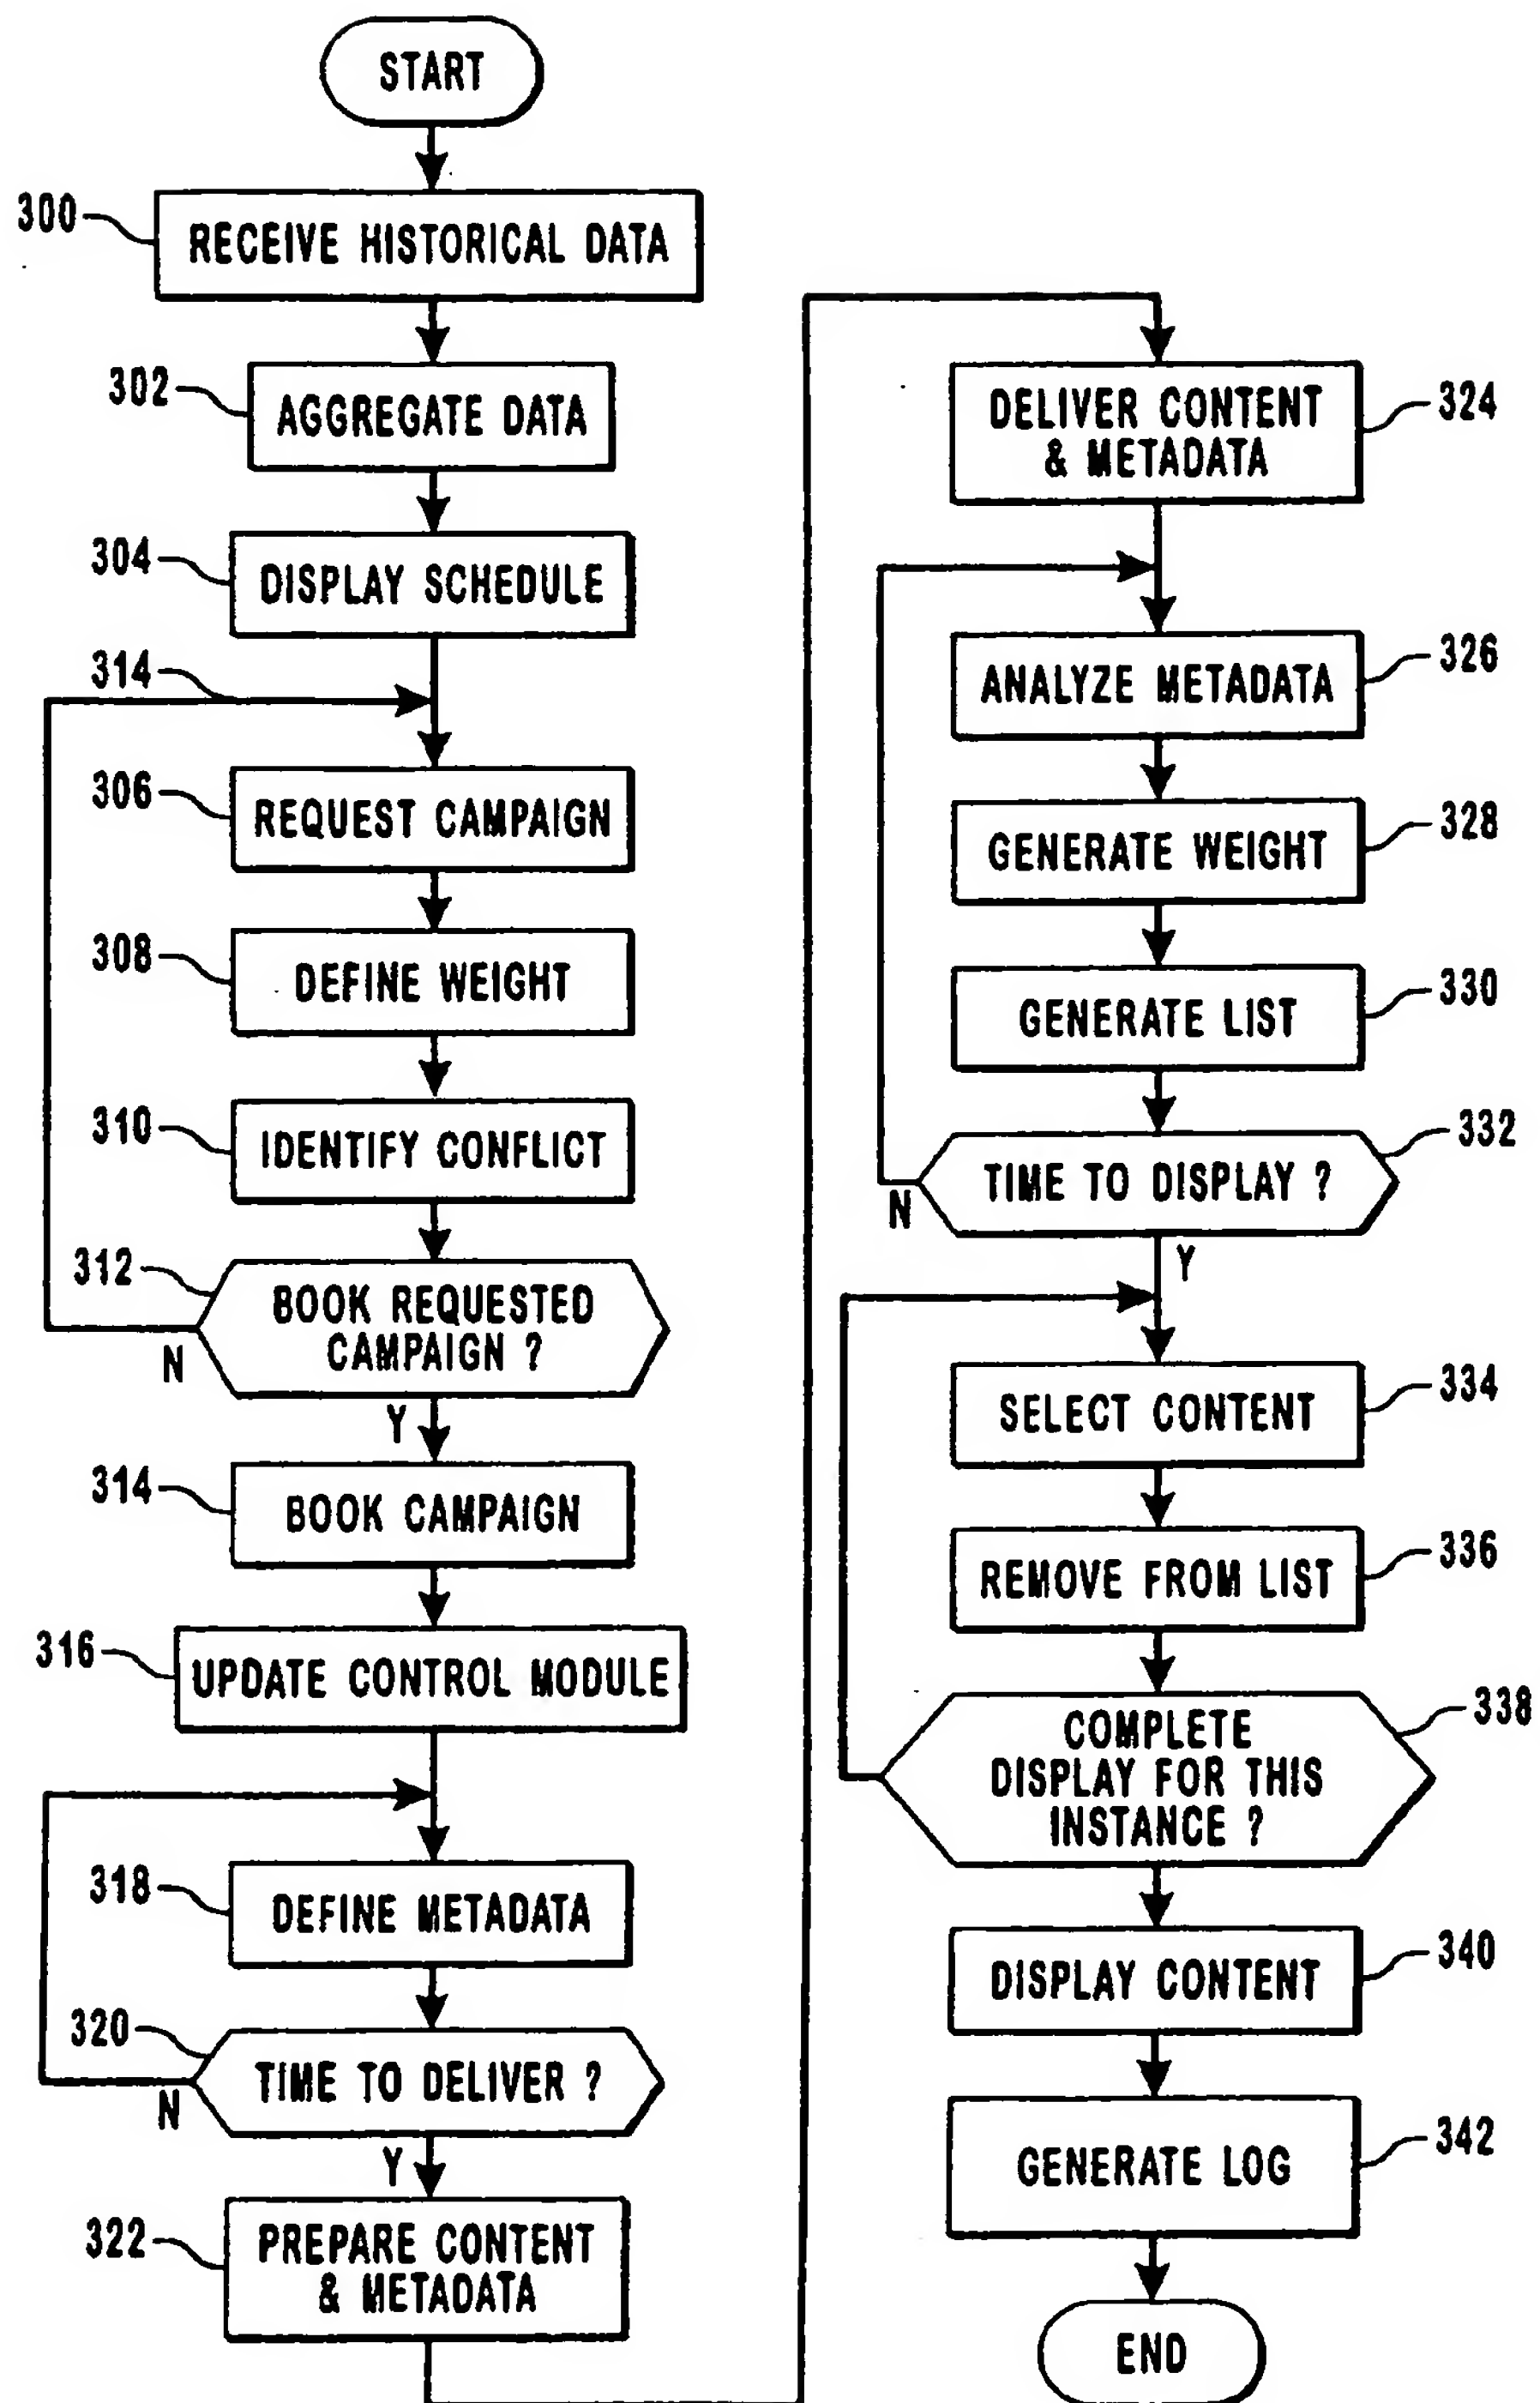 START
300
RECEIVE HISTORICAL DATA
302
AGGREGATE DATA
304
DISPLAY SCHEDULE
314
306
REQUEST CAMPAIGN
308
DEFINE WEIGHT
310
IDENTIFY CONFLICT
312
BOOK REQUESTED
CAMPAIGN ?
N
Y
314
BOOK CAMPAIGN
316
UPDATE CONTROL MODULE
318
DEFINE METADATA
320
TIME TO DELIVER ?
N
Y
322
PREPARE CONTENT
& METADATA
324
DELIVER CONTENT
& METADATA
326
ANALYZE METADATA
328
GENERATE WEIGHT
330
GENERATE LIST
332
TIME TO DISPLAY ?
N
Y
334
SELECT CONTENT
336
REMOVE FROM LIST
338
COMPLETE
DISPLAY FOR THIS
INSTANCE ?
340
DISPLAY CONTENT
342
GENERATE LOG
END